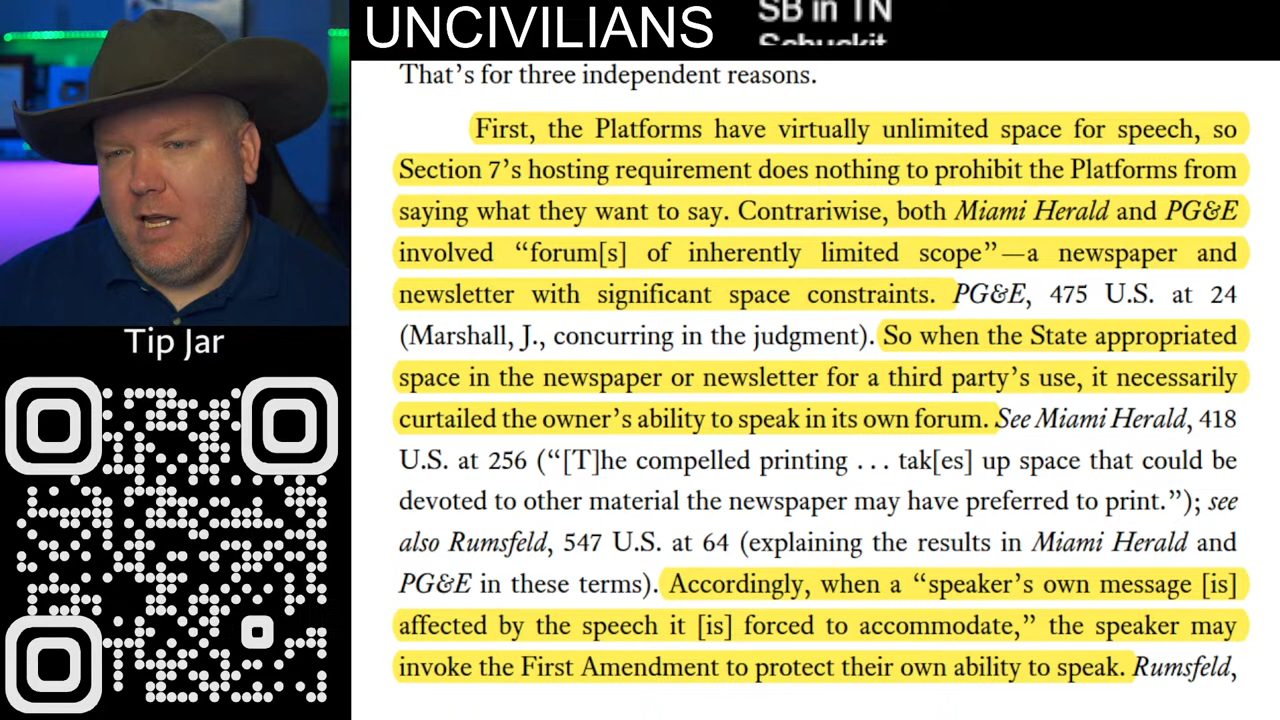 UNCIVILIANS
SB in TN
Schuckit
Tip Jar
That's for three independent reasons.
First, the Platforms have virtually unlimited space for speech, so
Section 7's hosting requirement does nothing to prohibit the Platforms from
saying what they want to say. Contrariwise, both Miami Herald and PG&E
involved “forum[s] of inherently limited scope”—a newspaper and
newsletter with significant space constraints. PG&E, 475 U.S. at 24
(Marshall, J., concurring in the judgment). So when the State appropriated
space in the newspaper or newsletter for a third party's use, it necessarily
curtailed the owner's ability to speak in its own forum. See Miami Herald, 418
U.S. at 256 (“[T]he compelled printing . . . tak[es] up space that could be
devoted to other material the newspaper may have preferred to print.”); see
also Rumsfeld, 547 U.S. at 64 (explaining the results in Miami Herald and
PG&E in these terms). Accordingly, when a “speaker's own message [is]
affected by the speech it [is] forced to accommodate,” the speaker may
invoke the First Amendment to protect their own ability to speak. Rumsfeld,